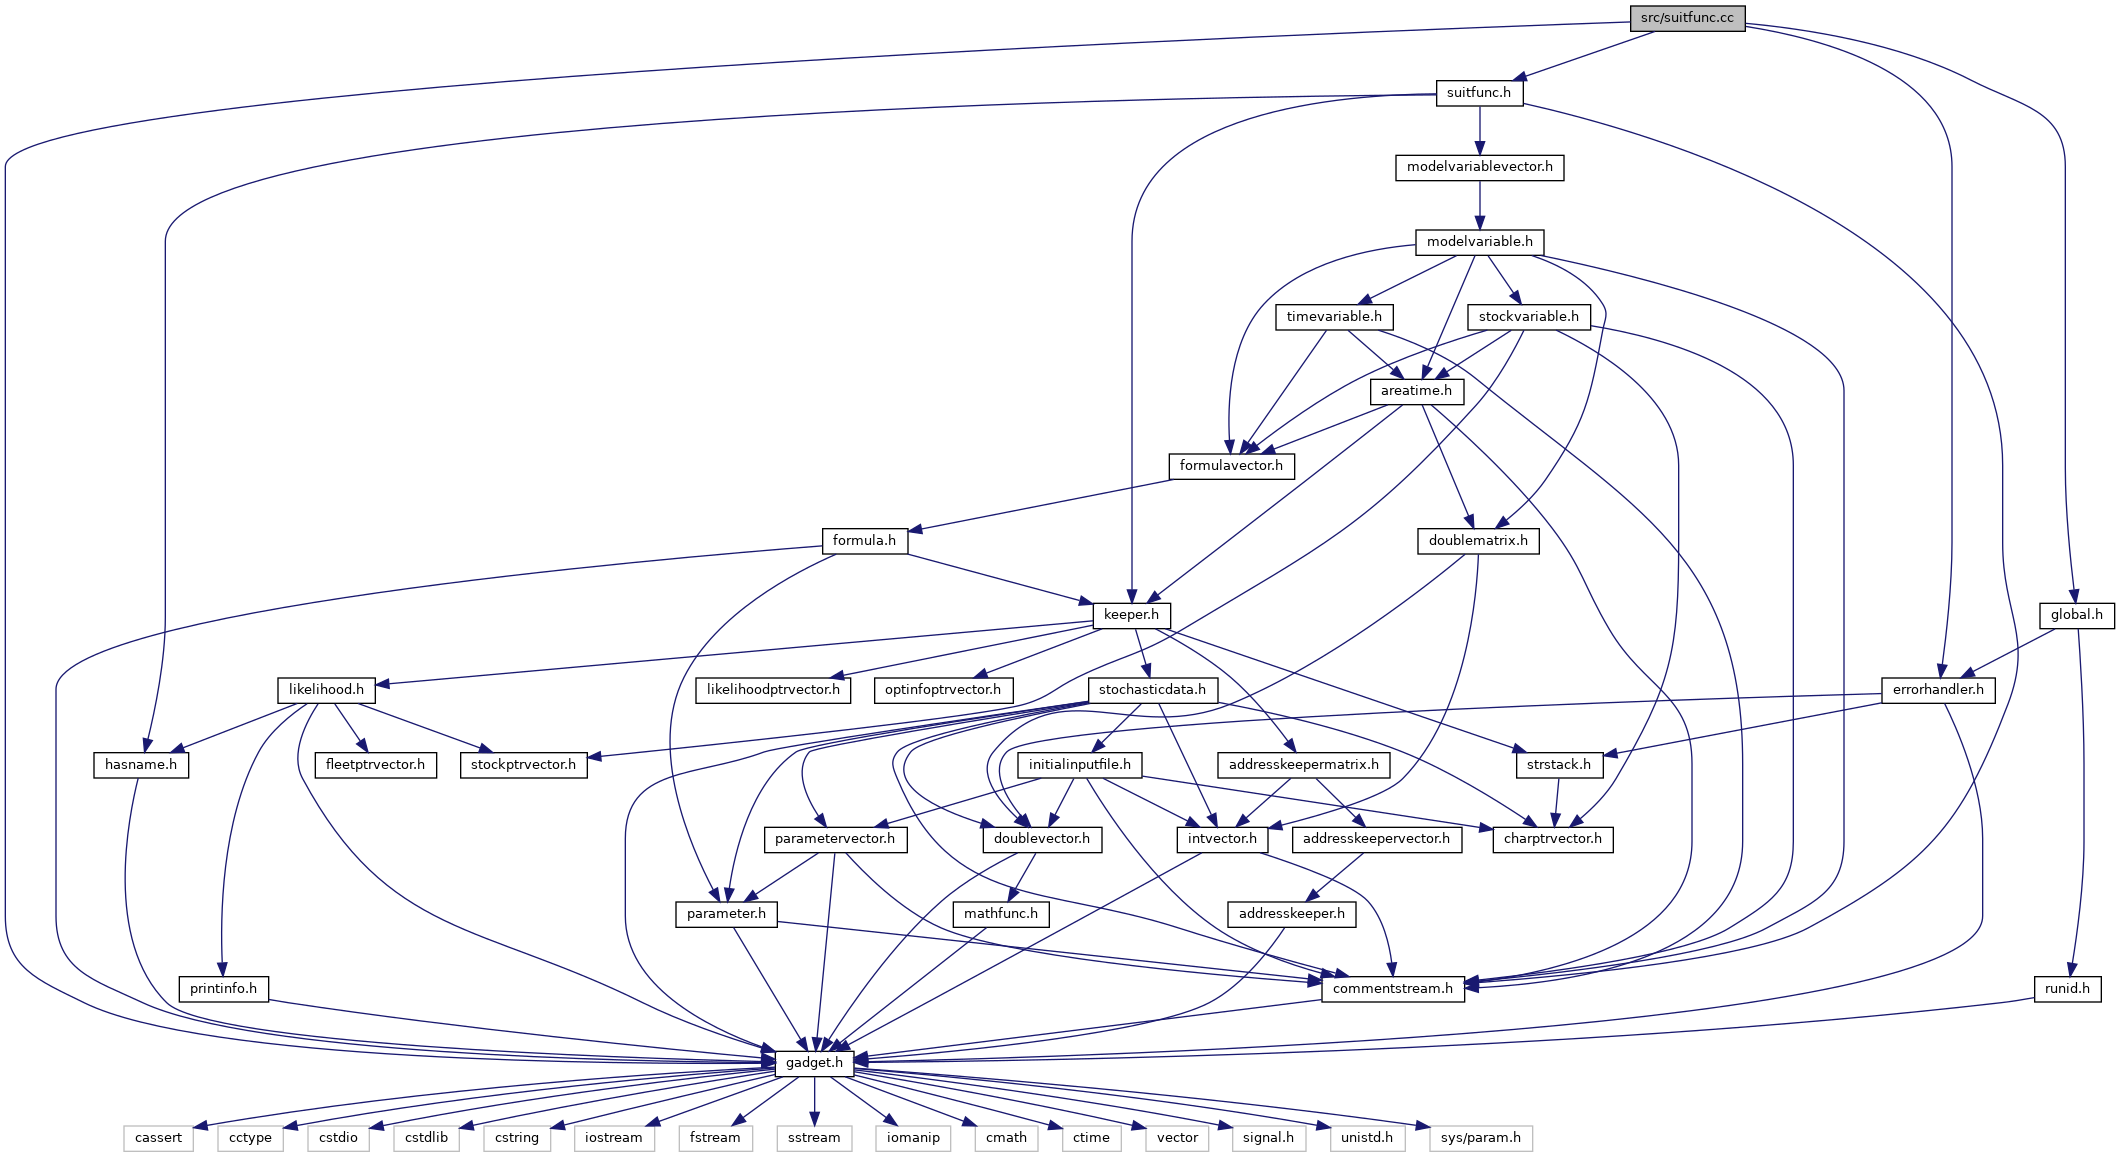 src/suitfunc.cc
suitfunc.h
modelvariablevector.h
modelvariable.h
timevariable.h
stockvariable.h
areatime.h
formulavector.h
formula.h
doublematrix.h
keeper.h
global.h
likelihood.h
likelihoodptrvector.h
optinfoptrvector.h
stochasticdata.h
errorhandler.h
hasname.h
fleetptrvector.h
stockptrvector.h
initialinputfile.h
addresskeepermatrix.h
strstack.h
parametervector.h
doublevector.h
intvector.h
addresskeepervector.h
charptrvector.h
parameter.h
mathfunc.h
addresskeeper.h
printinfo.h
commentstream.h
runid.h
gadget.h
cassert
cctype
cstdio
cstdlib
cstring
iostream
fstream
sstream
iomanip
cmath
ctime
vector
signal.h
unistd.h
sys/param.h